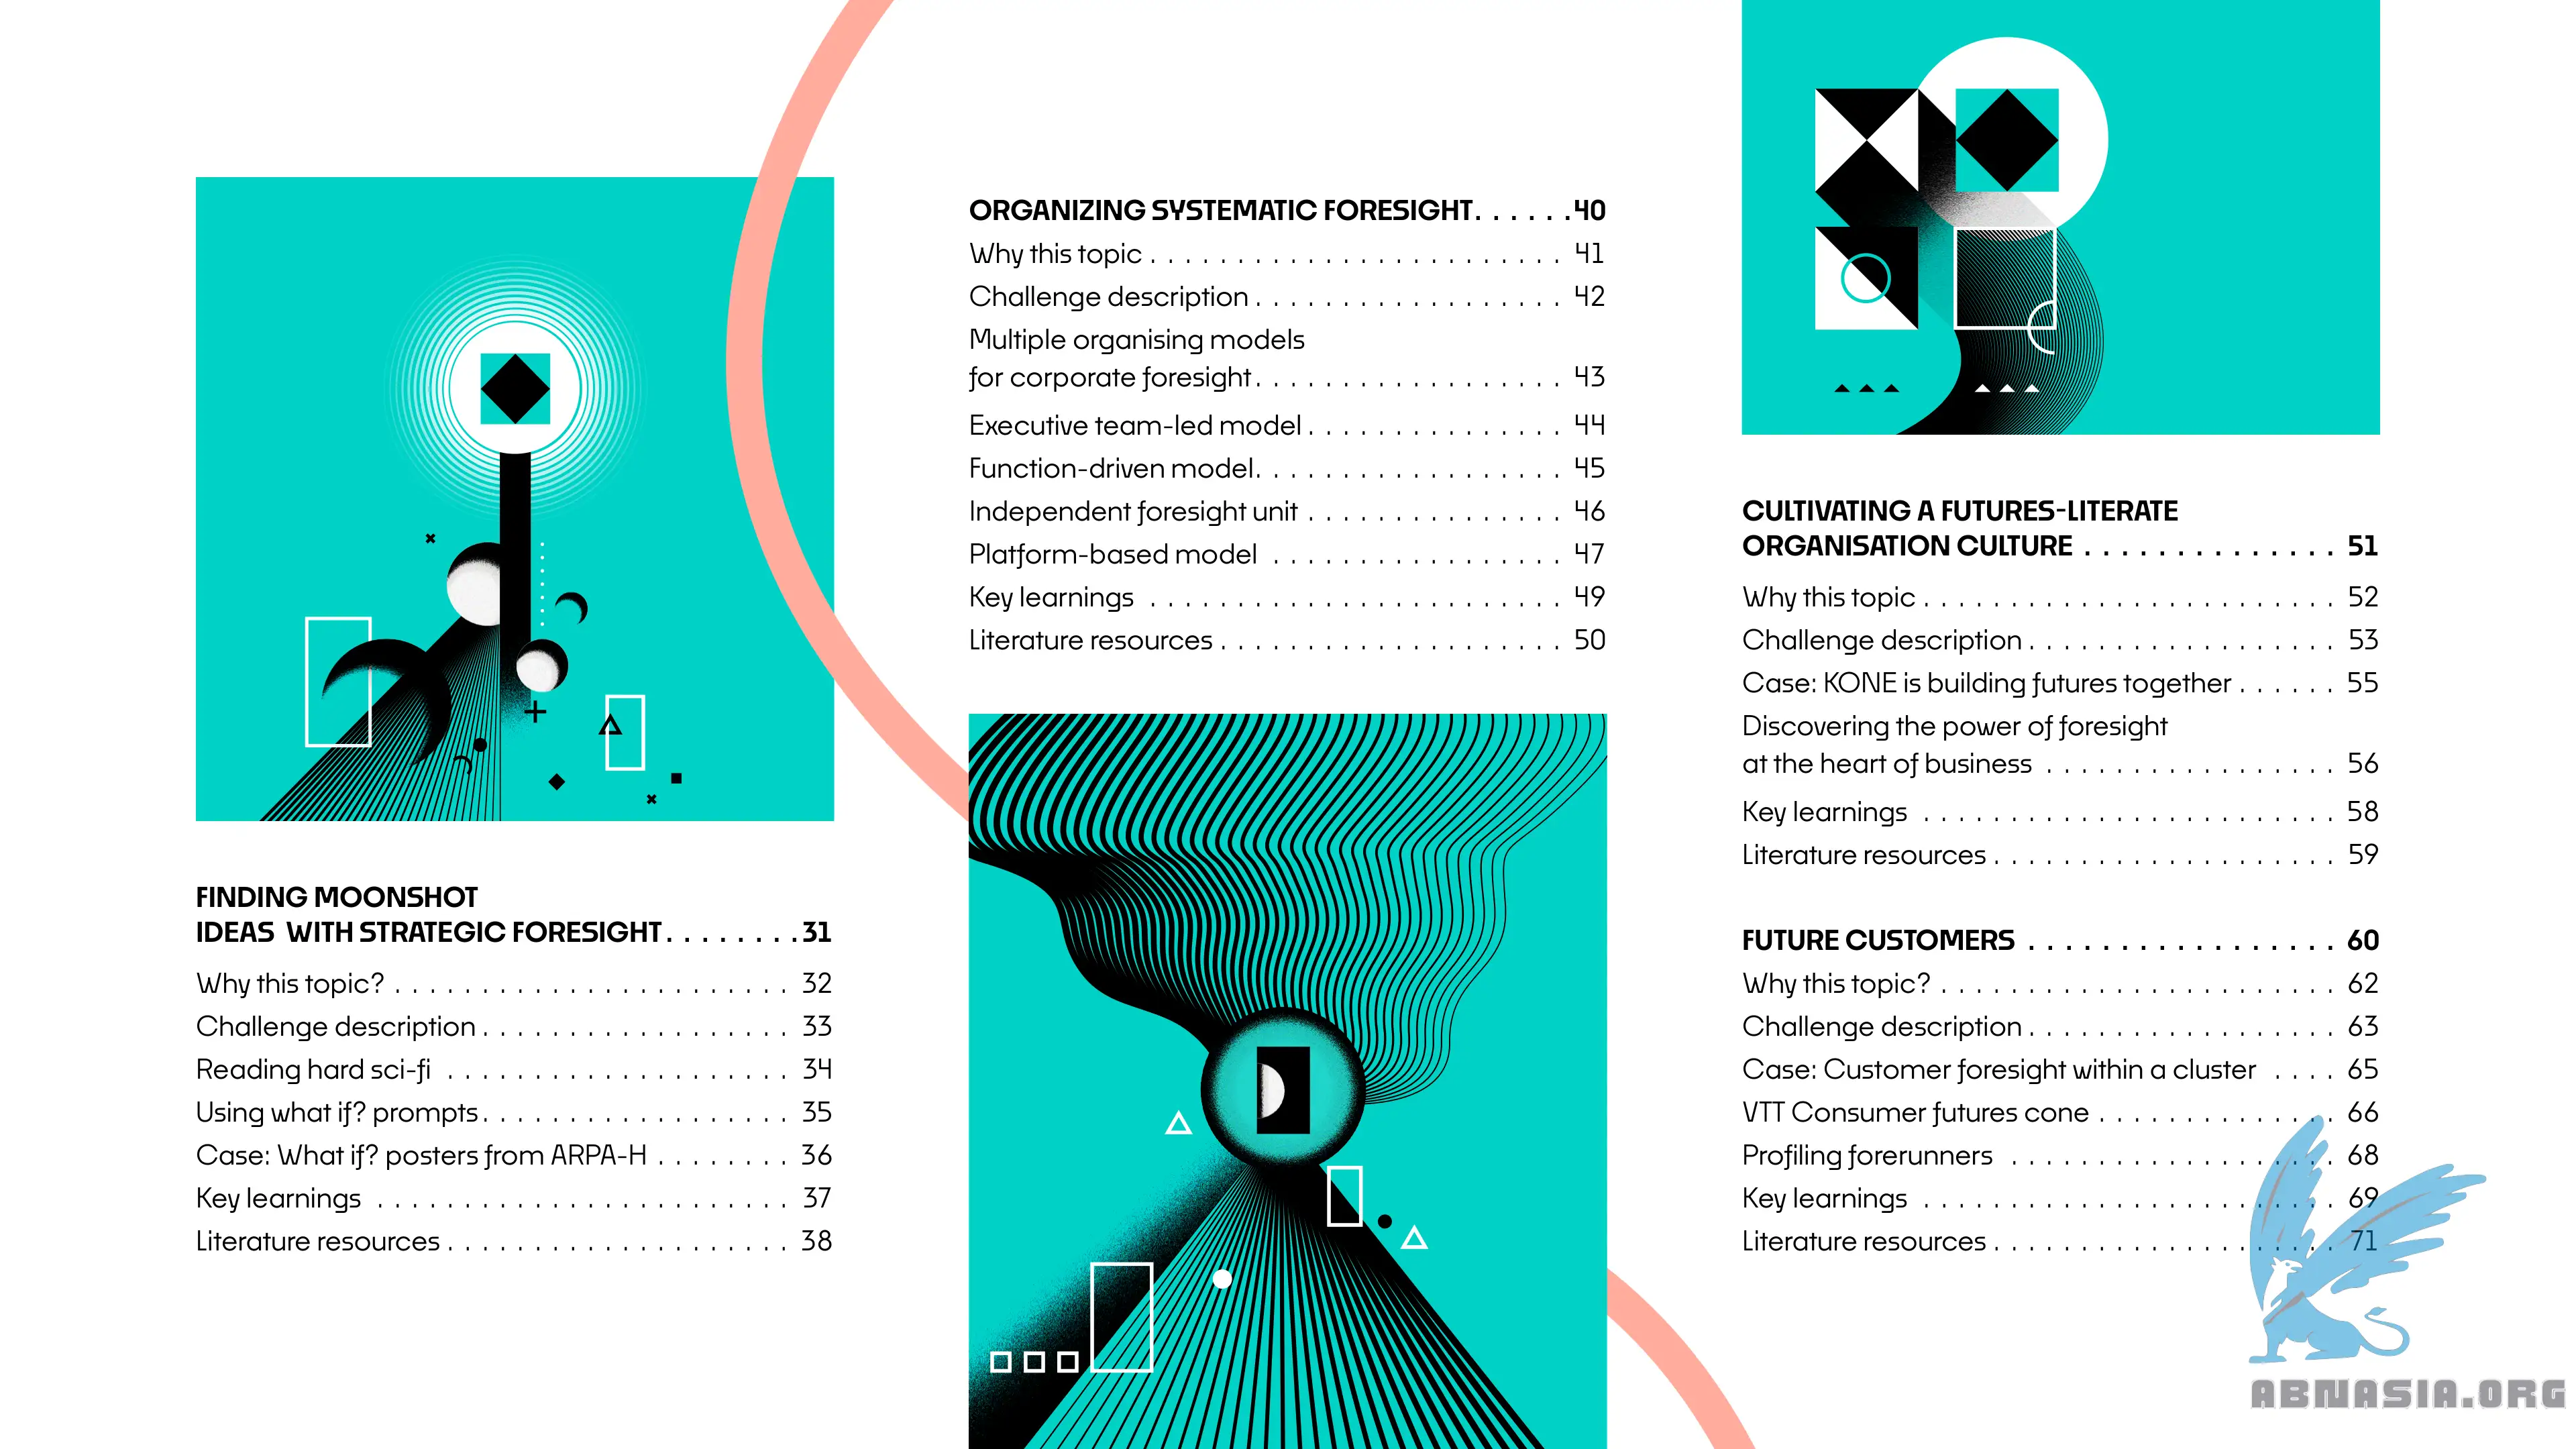 FINDING MOONSHOT
IDEAS  WITH STRATEGIC FORESIGHT. . . . . . . . 31
Why this topic? . . . . . . . . . . . . . . . . . . . . . . . 32
Challenge description . . . . . . . . . . . . . . . . . . 33
Reading hard sci-fi . . . . . . . . . . . . . . . . . . . . 34
Using what if? prompts . . . . . . . . . . . . . . . . . . 35
Case: What if? posters from ARPA-H . . . . . . . . 36
Key learnings . . . . . . . . . . . . . . . . . . . . . . . . 37
Literature resources . . . . . . . . . . . . . . . . . . . . 38
ORGANIZING SYSTEMATIC FORESIGHT. . . . . . 40
Why this topic . . . . . . . . . . . . . . . . . . . . . . . . 41
Challenge description . . . . . . . . . . . . . . . . . . 42
Multiple organising models
for corporate foresight . . . . . . . . . . . . . . . . . . 43
Executive team-led model . . . . . . . . . . . . . . . 44
Function-driven model. . . . . . . . . . . . . . . . . . 45
Independent foresight unit . . . . . . . . . . . . . . . 46
Platform-based model . . . . . . . . . . . . . . . . . 47
Key learnings . . . . . . . . . . . . . . . . . . . . . . . . 49
Literature resources . . . . . . . . . . . . . . . . . . . . 50
CULTIVATING A FUTURES-LITERATE
ORGANISATION CULTURE . . . . . . . . . . . . . . 51
Why this topic . . . . . . . . . . . . . . . . . . . . . . . . 52
Challenge description . . . . . . . . . . . . . . . . . . 53
Case: KONE is building futures together . . . . . . 55
Discovering the power of foresight
at the heart of business . . . . . . . . . . . . . . . . . 56
Key learnings . . . . . . . . . . . . . . . . . . . . . . . . 58
Literature resources . . . . . . . . . . . . . . . . . . . . 59
FUTURE CUSTOMERS . . . . . . . . . . . . . . . . . 60
Why this topic? . . . . . . . . . . . . . . . . . . . . . . . 62
Challenge description . . . . . . . . . . . . . . . . . . 63
Case: Customer foresight within a cluster . . . . 65
VTT Consumer futures cone . . . . . . . . . . . . . . 66
Profiling forerunners . . . . . . . . . . . . . . . . . . . 68
Key learnings . . . . . . . . . . . . . . . . . . . . . . . . 69
Literature resources . . . . . . . . . . . . . . . . . . . . 71
ABNASIA.ORG